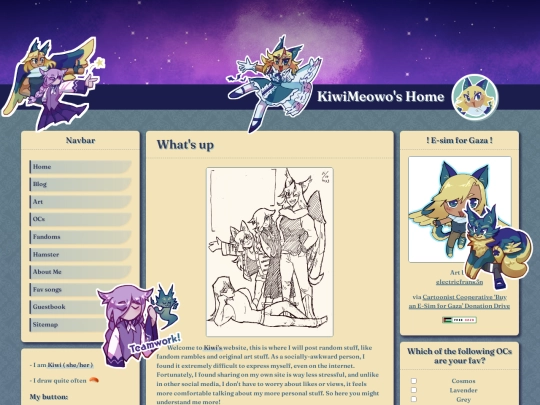 KiwiMeowo's Home
Navbar
Home
Blog
Art
OCs
Fandoms
Hamster
About Me
Fav songs
Guestbook
Sitemap
Teamwork!
- I am Kiwi (she/her)
- I draw quite often
My button:
What's up
Welcome to Kiwi's website, this is where I will post random stuff, like
fandom rambles and original art stuff. As a socially-awkward person, I
found it extremely difficult to express myself, even on the internet.
Fortunately, I found sharing on my own site is way less stressful, and unlike
in other social media, I don't have to worry about likes or views, it feels
more comfortable talking about my more personal stuff. So here you might
understand me more!
! E-sim for Gaza !
Art
electricfrans3n
via Cartoonist Cooperative 'Buy
an E-Sim for Gaza' Donation Drive
Which of the following OCs
are your fav?
Cosmos
Lavender
Grey